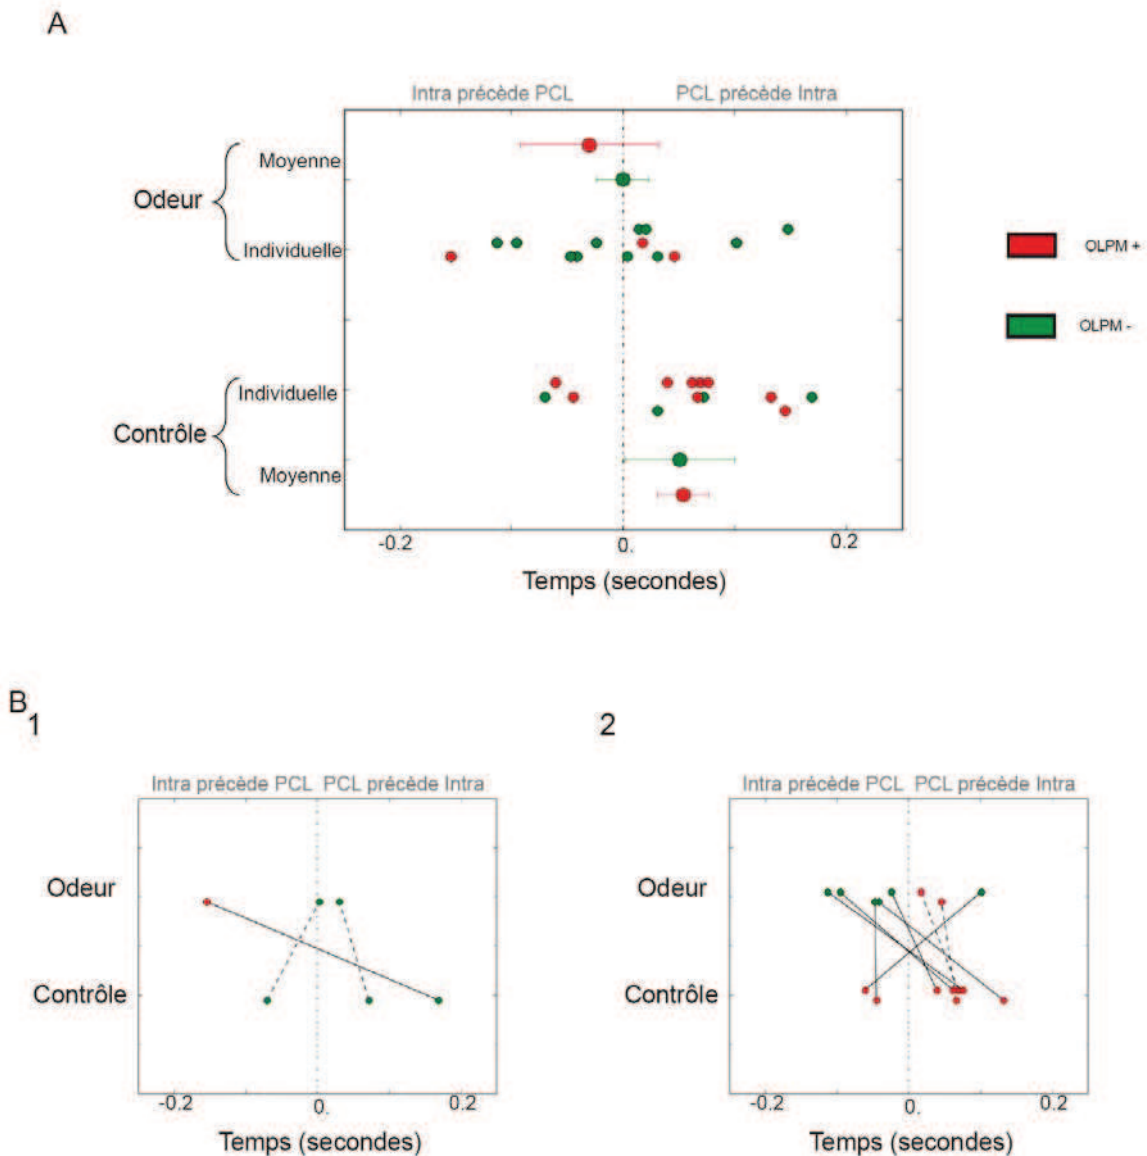 A
Intra précède PCL PCL précède Intra
Moyenne
Odeur
Individuelle
OLPM +
OLPM -
Individuelle
Contrôle
Moyenne
-0.2 0. 0.2
Temps (secondes)
B
1 2
Intra précède PCL PCL précède Intra
Odeur
Contrôle
-0.2 0. 0.2
Temps (secondes)
Intra précède PCL PCL précède Intra
Odeur
Contrôle
-0.2 0. 0.2
Temps (secondes)